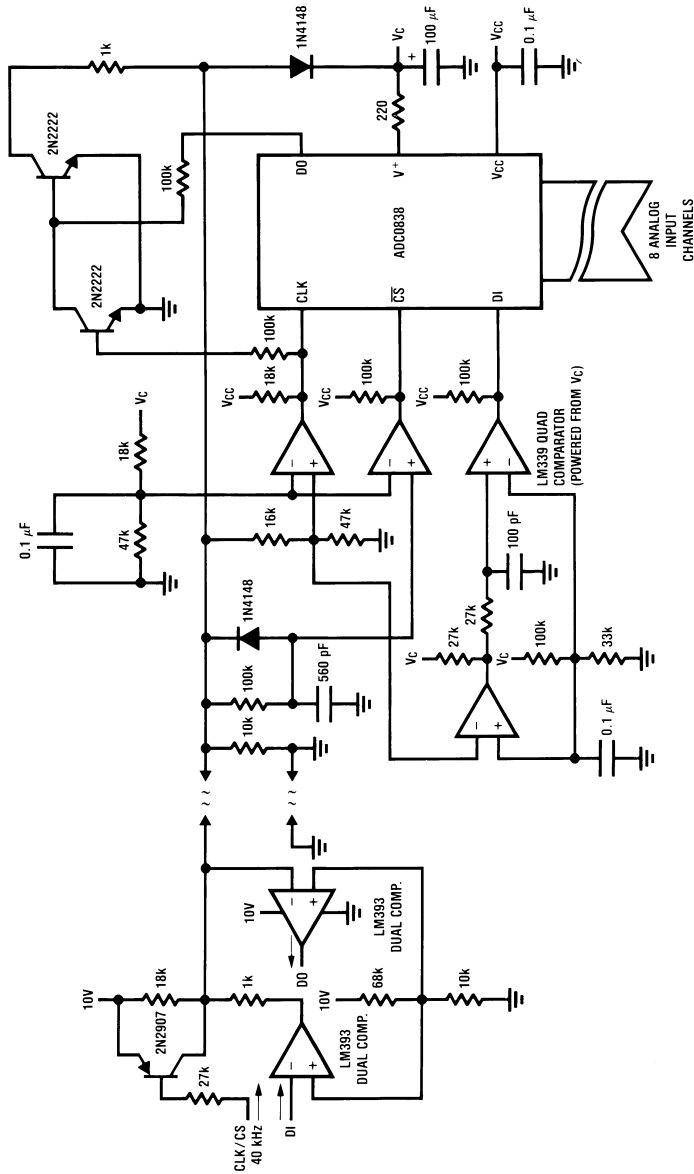 0.1 µF
47k
18k
VC
2N2222
2N2222
1k
100k
10V
2N2907
18k
27k
CLK/CS
40 kHz
DI
1k
LM393
DUAL COMP.
10V
68k
10k
10V
−
+
DO
−
+
LM393
DUAL COMP.
~
~
~
~
10k
100k
560 pF
1N4148
16k
47k
VCC
18k
100k
−
+
VCC
100k
−
+
VCC
100k
+
−
LM339 QUAD
COMPARATOR
(POWERED FROM VC)
VC
27k
27k
100 pF
−
+
VC
100k
33k
0.1 µF
CLK
CS
DI
ADC0838
DO
V+
VCC
1N4148
220
VC
+
100 µF
VCC
0.1 µF
8 ANALOG
INPUT
CHANNELS